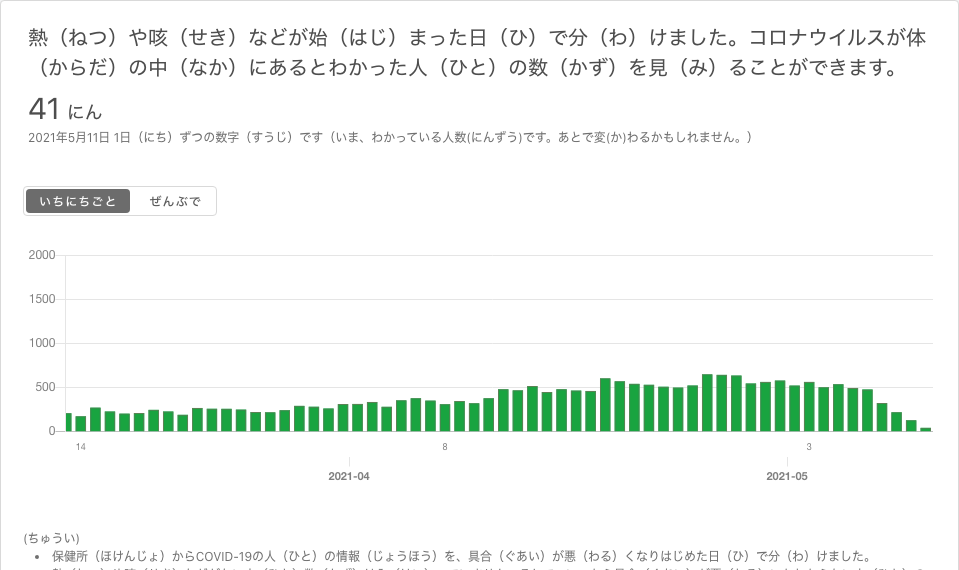 熱（ねつ）や咳（せき）などが始（はじ）まった日（ひ）で分（わ）けました。コロナウイルスが体
（からだ）の中（なか）にあるとわかった人（ひと）の数（かず）を見（み）ることができます。
41 にん
2021年5月11日 1日（にち）ずつの数字（すうじ）です（いま、わかっている人数(にんずう)です。あとで変(か)わるかもしれません。）
いちにちごと ぜんぶで
2000
1500
1000
500
0
14 8 3
2021-04 2021-05
(ちゅうい)
• 保健所（ほけんじょ）からCOVID-19の人（ひと）の情報（じょうほう）を、具合（ぐあい）が悪（わる）くなりはじめた日（ひ）で分（わ）けました。